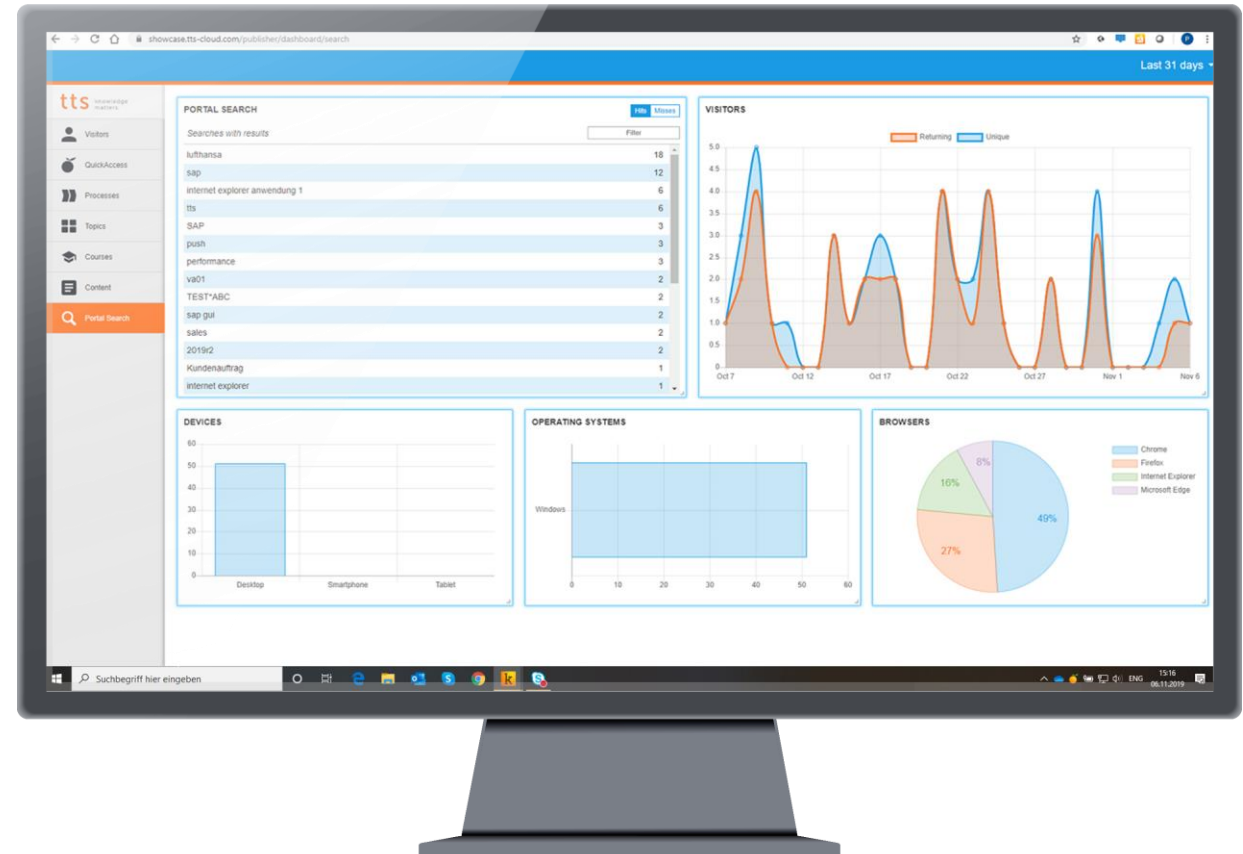 showcase.tts-cloud.com/publisher/dashboard/search
Last 31 days
tts knowledge matters
Visitors
QuickAccess
Processes
Topics
Courses
Content
Portal Search
PORTAL SEARCH
Hits Misses
Searches with results
Filter
lufthansa 18
sap 12
internet explorer anwendung 1 6
tts 6
SAP 3
push 3
performance 3
va01 2
TEST*ABC 2
sap gui 2
sales 2
2019r2 2
Kundenauftrag 1
internet explorer 1
VISITORS
Returning Unique
5.0
4.5
4.0
3.5
3.0
2.5
2.0
1.5
1.0
0.5
0
Oct 7 Oct 12 Oct 17 Oct 22 Oct 27 Nov 1 Nov 6
DEVICES
60
50
40
30
20
10
0
Desktop Smartphone Tablet
OPERATING SYSTEMS
Windows
0 10 20 30 40 50 60
BROWSERS
Chrome
Firefox
Internet Explorer
Microsoft Edge
8%
16%
49%
27%
Suchbegriff hier eingeben
ENG
15:16
06.11.2019